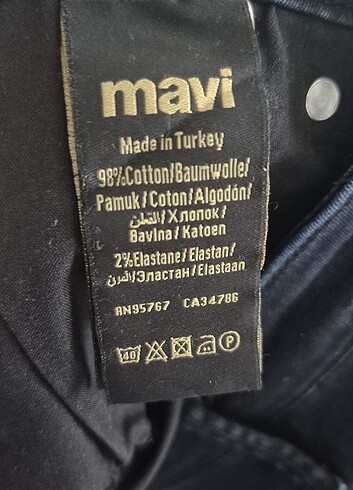 mavi
Made in Turkey
98%Cotton/Baumwolle/
Pamuk/Coton/Algodón/
القطن/Хлопок/
Bavlna/Katoen
2%Elastane/Elastan/
/Эластан/Elastaan
RN95767 CA34786
40 P